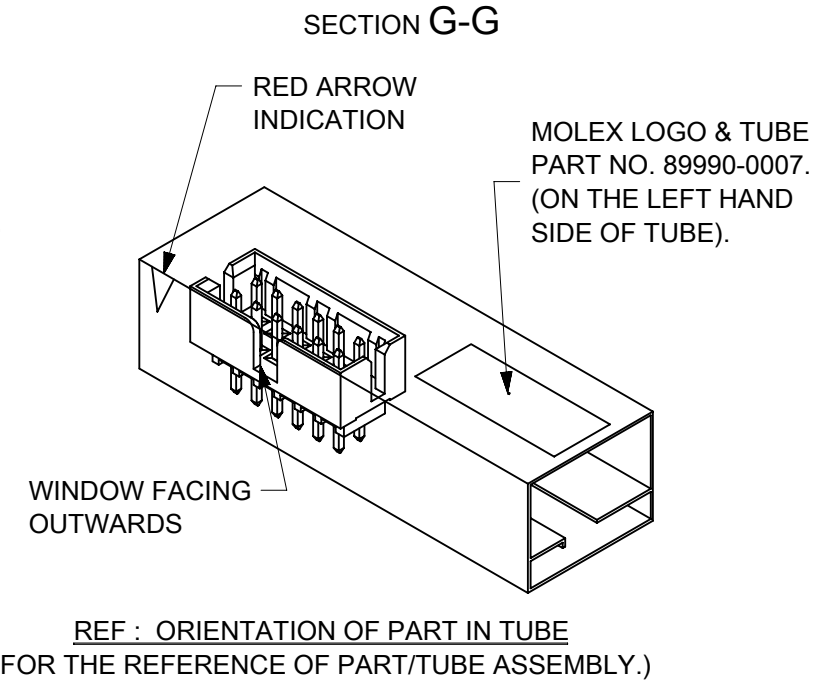 SECTION G-G
RED ARROW
INDICATION
MOLEX LOGO & TUBE
PART NO. 89990-0007.
(ON THE LEFT HAND
SIDE OF TUBE).
WINDOW FACING
OUTWARDS
REF : ORIENTATION OF PART IN TUBE
FOR THE REFERENCE OF PART/TUBE ASSEMBLY.)